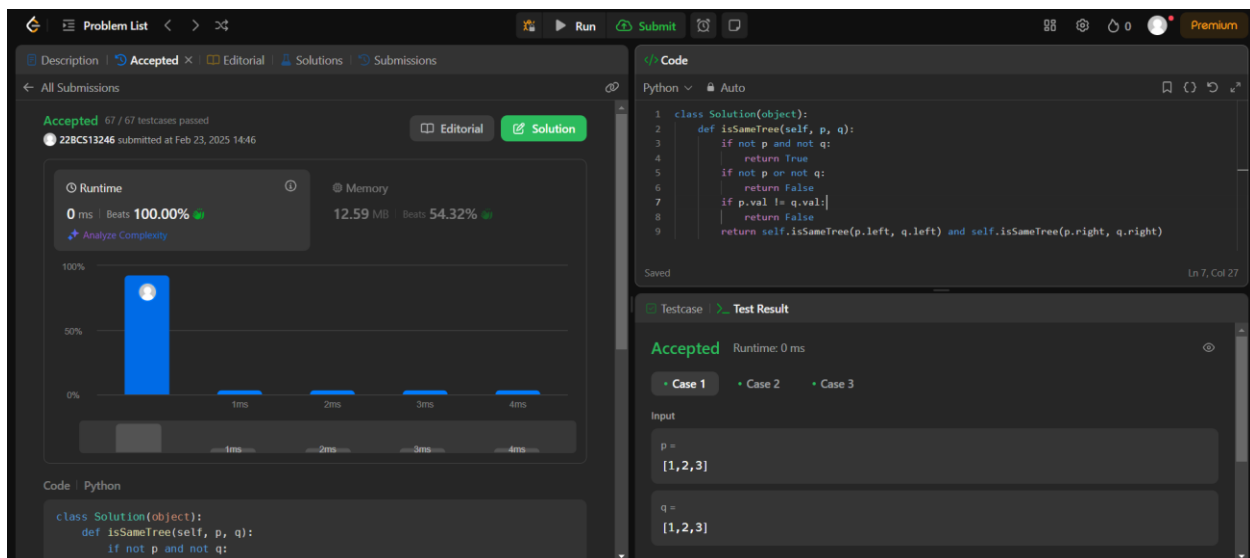 Problem List
Run
Submit
0
Premium
Description
Accepted
Editorial
Solutions
Submissions
All Submissions
Accepted 67 / 67 testcases passed
22BCS13246 submitted at Feb 23, 2025 14:46
Editorial
Solution
Runtime
0 ms Beats 100.00%
Analyze Complexity
Memory
12.59 MB Beats 54.32%
100%
50%
0%
1ms 2ms 3ms 4ms
1ms 2ms 3ms 4ms
Code | Python
class Solution(object):
def isSameTree(self, p, q):
if not p and not q:
</> Code
Python Auto
1 class Solution(object):
2 def isSameTree(self, p, q):
3 if not p and not q:
4 return True
5 if not p or not q:
6 return False
7 if p.val != q.val:
8 return False
9 return self.isSameTree(p.left, q.left) and self.isSameTree(p.right, q.right)
Saved
Ln 7, Col 27
Testcase
Test Result
Accepted Runtime: 0 ms
• Case 1 • Case 2 • Case 3
Input
p =
[1,2,3]
q =
[1,2,3]